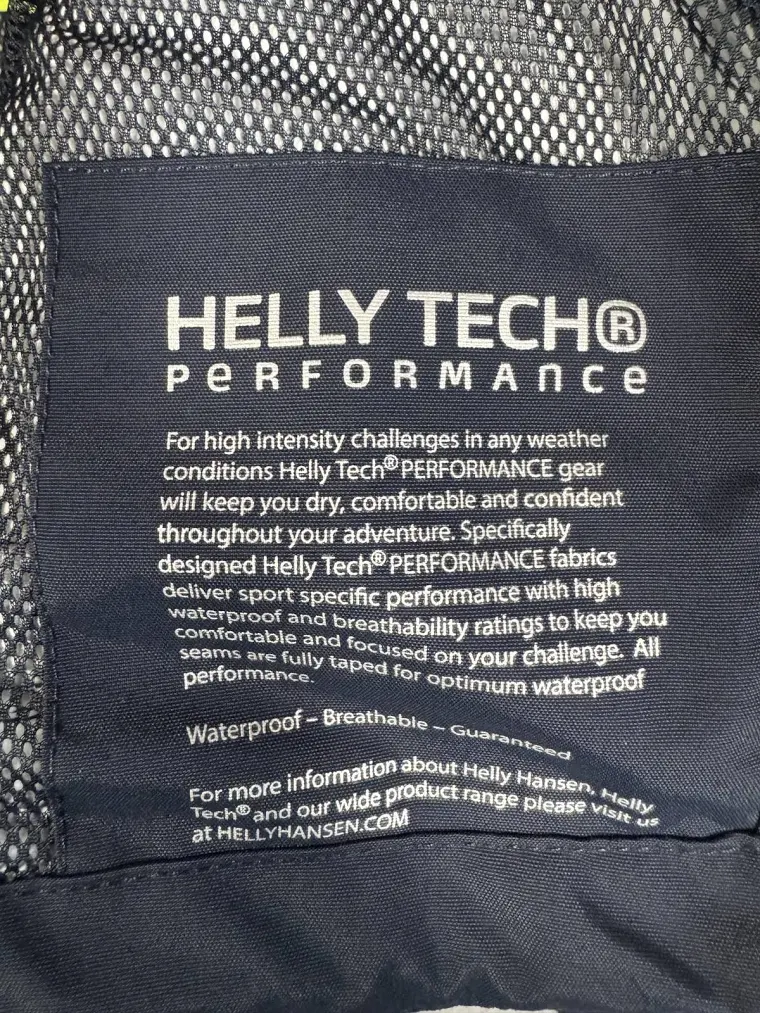 HELLY TECH®
PeRFORMAnce
For high intensity challenges in any weather
conditions Helly Tech® PERFORMANCE gear
will keep you dry, comfortable and confident
throughout your adventure. Specifically
designed Helly Tech® PERFORMANCE fabrics
deliver sport specific performance with high
waterproof and breathability ratings to keep you
comfortable and focused on your challenge. All
seams are fully taped for optimum waterproof
performance.
Waterproof – Breathable – Guaranteed
For more information about Helly Hansen, Helly
Tech® and our wide product range please visit us
at HELLYHANSEN.COM